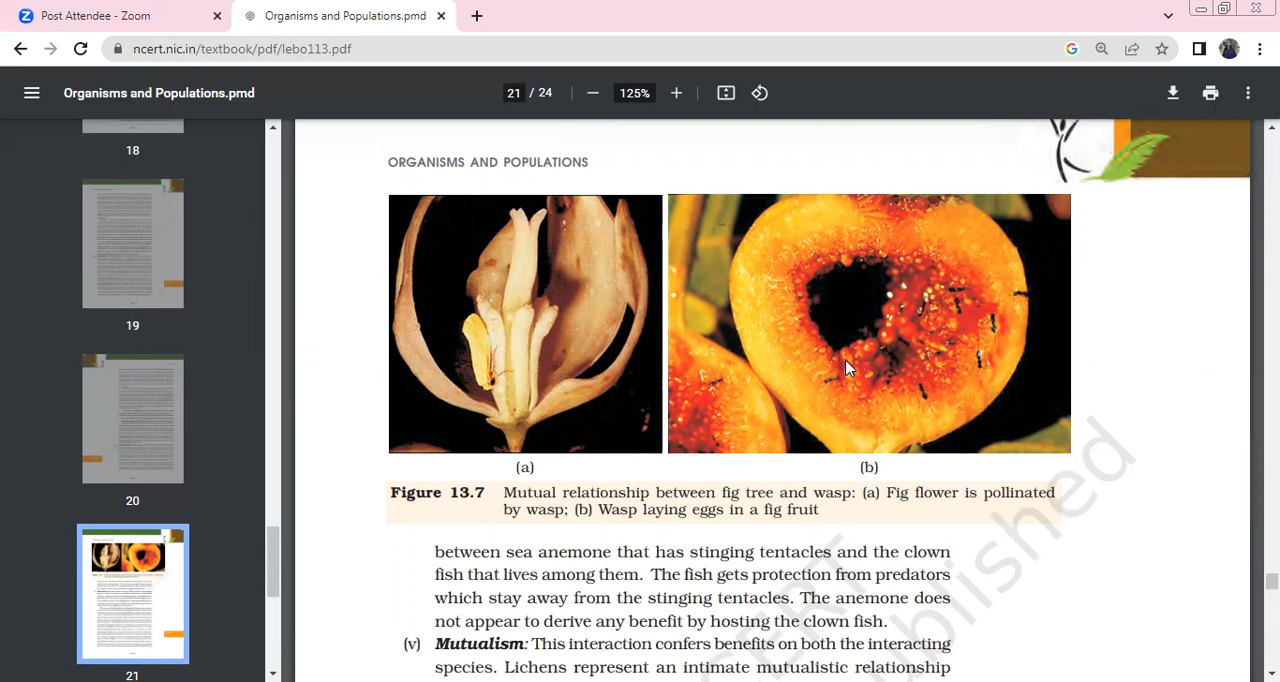 Post Attendee - Zoom
Organisms and Populations.pmd
ncert.nic.in/textbook/pdf/lebo113.pdf
Organisms and Populations.pmd
21 / 24
125%
18
19
20
21
ORGANISMS AND POPULATIONS
(a)
(b)
Figure 13.7 Mutual relationship between fig tree and wasp: (a) Fig flower is pollinated
by wasp; (b) Wasp laying eggs in a fig fruit
between sea anemone that has stinging tentacles and the clown
fish that lives among them. The fish gets protection from predators
which stay away from the stinging tentacles. The anemone does
not appear to derive any benefit by hosting the clown fish.
(v) Mutualism: This interaction confers benefits on both the interacting
species. Lichens represent an intimate mutualistic relationship